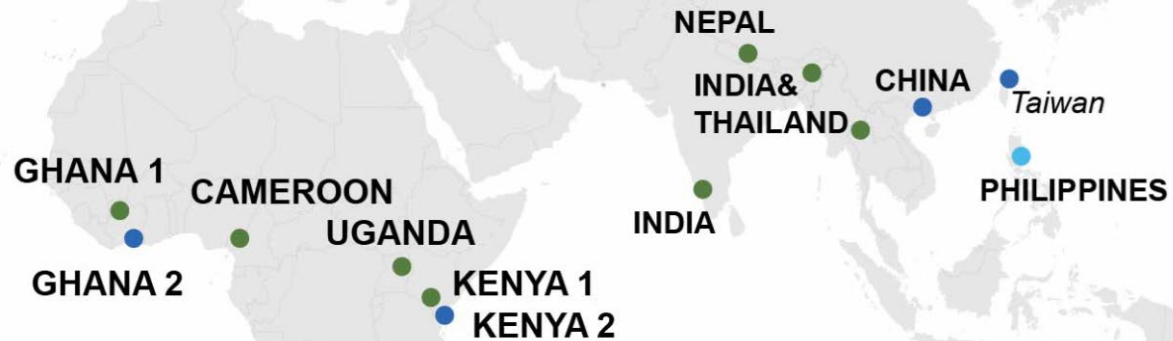 NEPAL
INDIA&
THAILAND
CHINA
Taiwan
PHILIPPINES
INDIA
GHANA 1
CAMEROON
UGANDA
GHANA 2
KENYA 1
KENYA 2